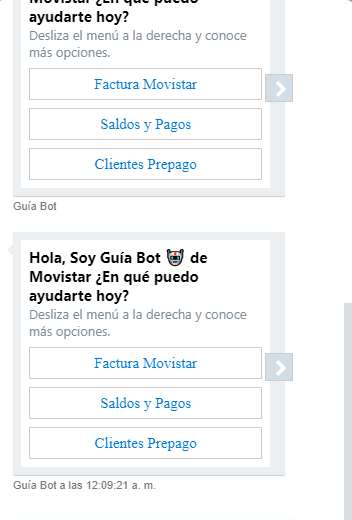 Movistar ¿En qué puedo
ayudarte hoy?
Desliza el menú a la derecha y conoce
más opciones.
Factura Movistar
Saldos y Pagos
Clientes Prepago
Guía Bot
Hola, Soy Guía Bot 🤖 de
Movistar ¿En qué puedo
ayudarte hoy?
Desliza el menú a la derecha y conoce
más opciones.
Factura Movistar
Saldos y Pagos
Clientes Prepago
Guía Bot a las 12:09:21 a. m.